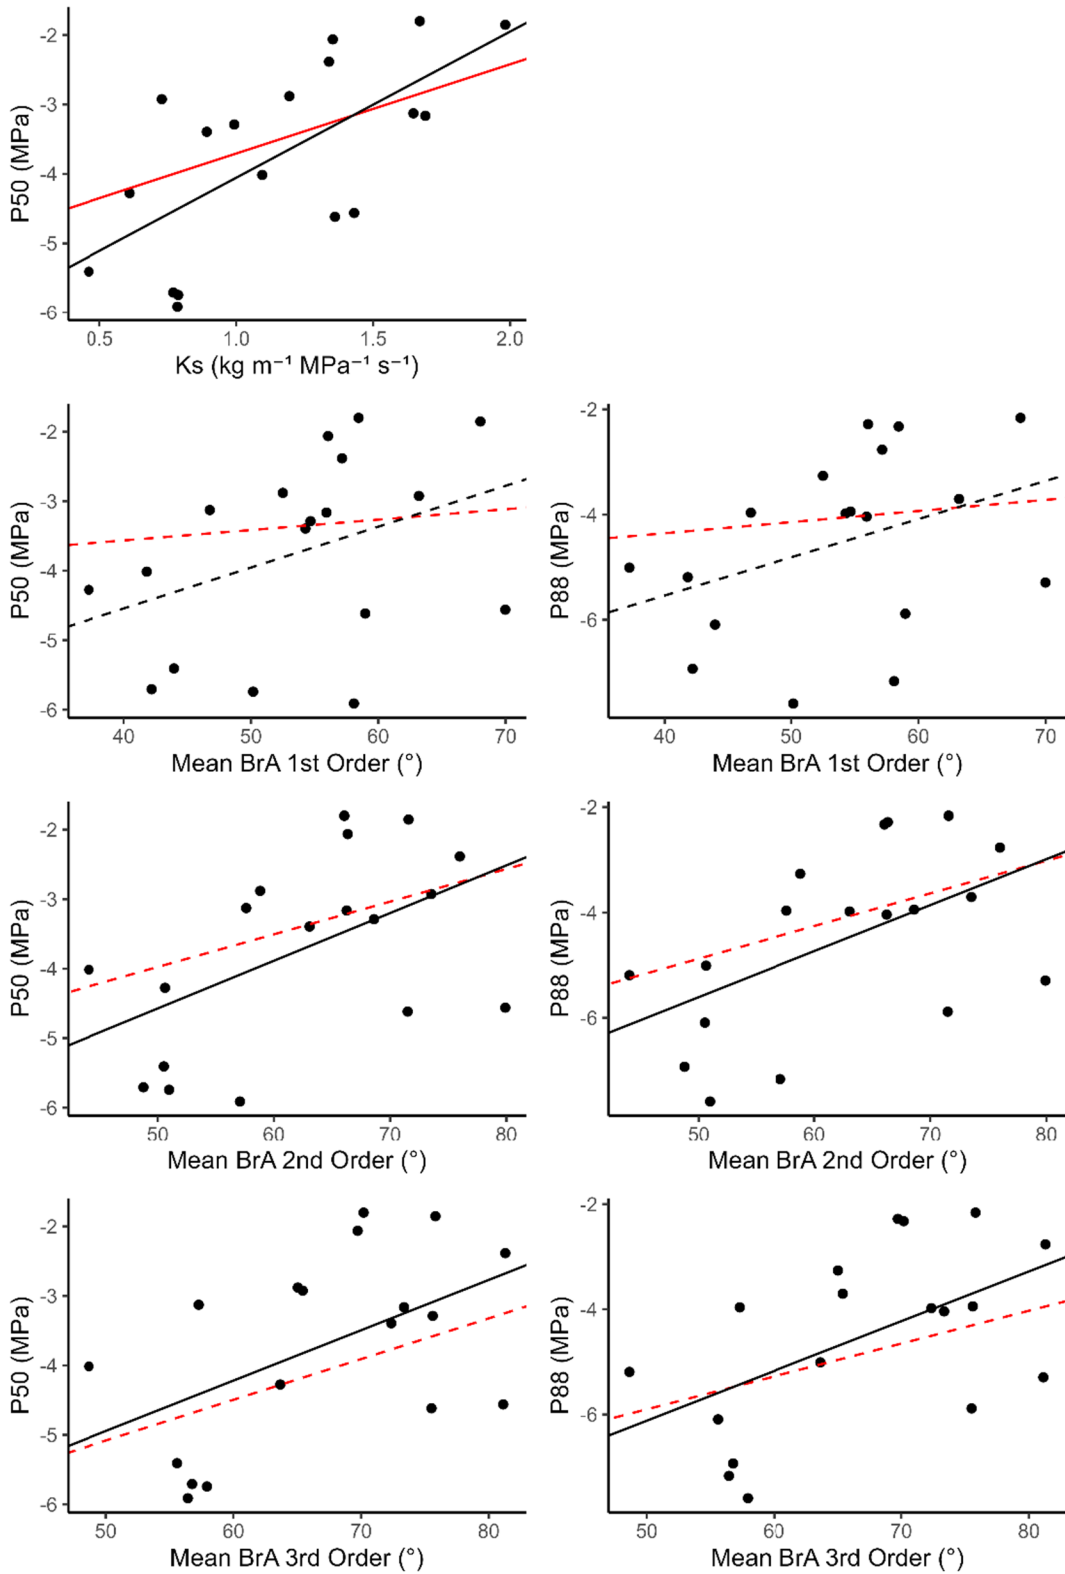 -2
-3
-4
-5
-6
P50 (MPa)
0.5 1.0 1.5 2.0
Ks (kg m⁻¹ MPa⁻¹ s⁻¹)
-2
-3
-4
-5
-6
P50 (MPa)
40 50 60 70
Mean BrA 1st Order (°)
-2
-4
-6
P88 (MPa)
40 50 60 70
Mean BrA 1st Order (°)
-2
-3
-4
-5
-6
P50 (MPa)
50 60 70 80
Mean BrA 2nd Order (°)
-2
-4
-6
P88 (MPa)
50 60 70 80
Mean BrA 2nd Order (°)
-2
-3
-4
-5
-6
P50 (MPa)
50 60 70 80
Mean BrA 3rd Order (°)
-2
-4
-6
P88 (MPa)
50 60 70 80
Mean BrA 3rd Order (°)